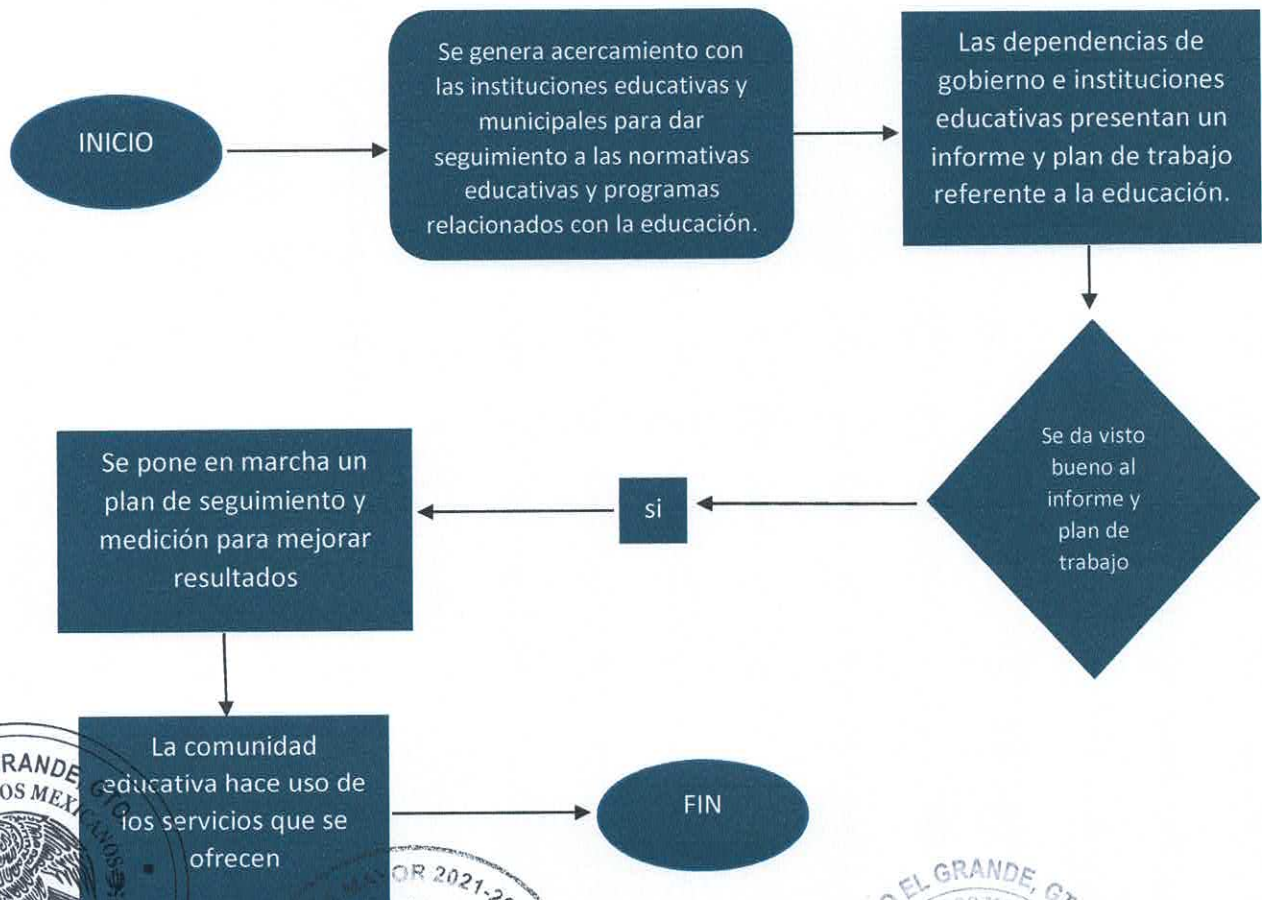 INICIO
Se genera acercamiento con
las instituciones educativas y
municipales para dar
seguimiento a las normativas
educativas y programas
relacionados con la educación.
Las dependencias de
gobierno e instituciones
educativas presentan un
informe y plan de trabajo
referente a la educación.
Se da visto
bueno al
informe y
plan de
trabajo
si
Se pone en marcha un
plan de seguimiento y
medición para mejorar
resultados
La comunidad
educativa hace uso de
los servicios que se
ofrecen
FIN
RANDE, GTO.
OS MEXICANOS
OR 2021-20
EL GRANDE, GT